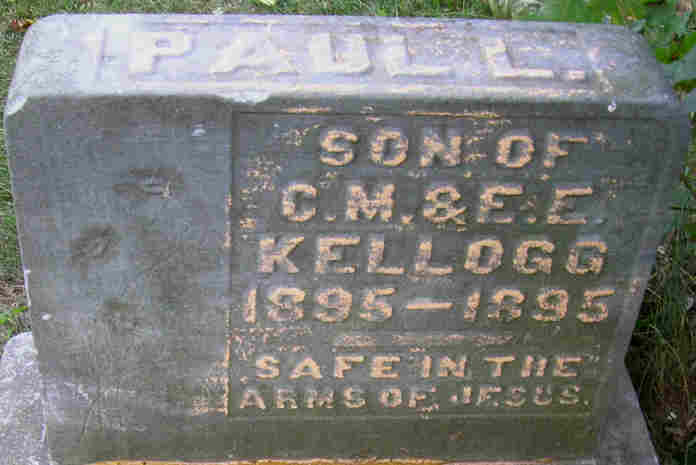 PAUL L.
SON OF
C.M. & E.E.
KELLOGG
1895–1895
SAFE IN THE
ARMS OF JESUS.